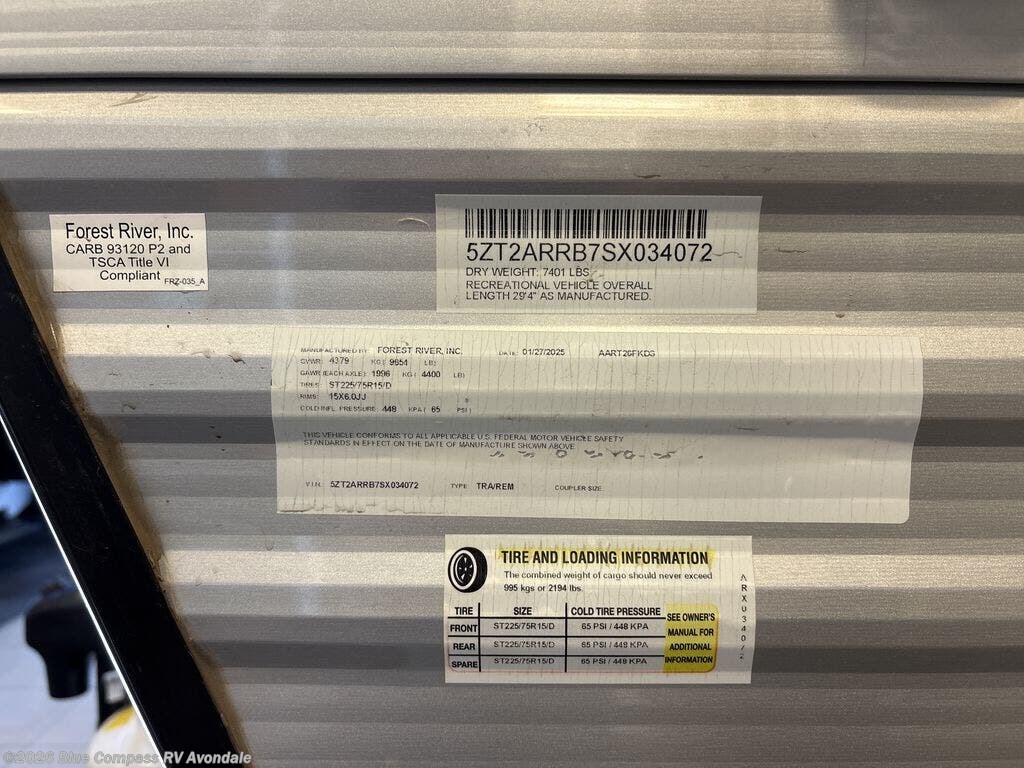 Forest River, Inc.
CARB 93120 P2 and
TSCA Title VI
Compliant
FRZ-035_A
5ZT2ARRB7SX034072
DRY WEIGHT: 7401 LBS
RECREATIONAL VEHICLE OVERALL
LENGTH 29'4" AS MANUFACTURED.
MANUFACTURED BY: FOREST RIVER, INC. DATE: 01/27/2025 AART26FKDS
GVWR: 4379 KG ( 9654 LB)
GAWR (EACH AXLE): 1996 KG ( 4400 LB)
TIRES: ST225/75R15/D
RIMS: 15X6.0JJ
COLD INFL. PRESSURE: 448 KPA ( 65 PSI )
THIS VEHICLE CONFORMS TO ALL APPLICABLE U.S. FEDERAL MOTOR VEHICLE SAFETY
STANDARDS IN EFFECT ON THE DATE OF MANUFACTURE SHOWN ABOVE
V.I.N.: 5ZT2ARRB7SX034072 TYPE: TRA/REM COUPLER SIZE:
TIRE AND LOADING INFORMATION
The combined weight of cargo should never exceed
995 kgs or 2194 lbs.
TIRE SIZE COLD TIRE PRESSURE
FRONT ST225/75R15/D 65 PSI / 448 KPA
REAR ST225/75R15/D 65 PSI / 448 KPA
SPARE ST225/75R15/D 65 PSI / 448 KPA
SEE OWNER'S
MANUAL FOR
ADDITIONAL
INFORMATION
ARX034072
©2026 Blue Compass RV Avondale